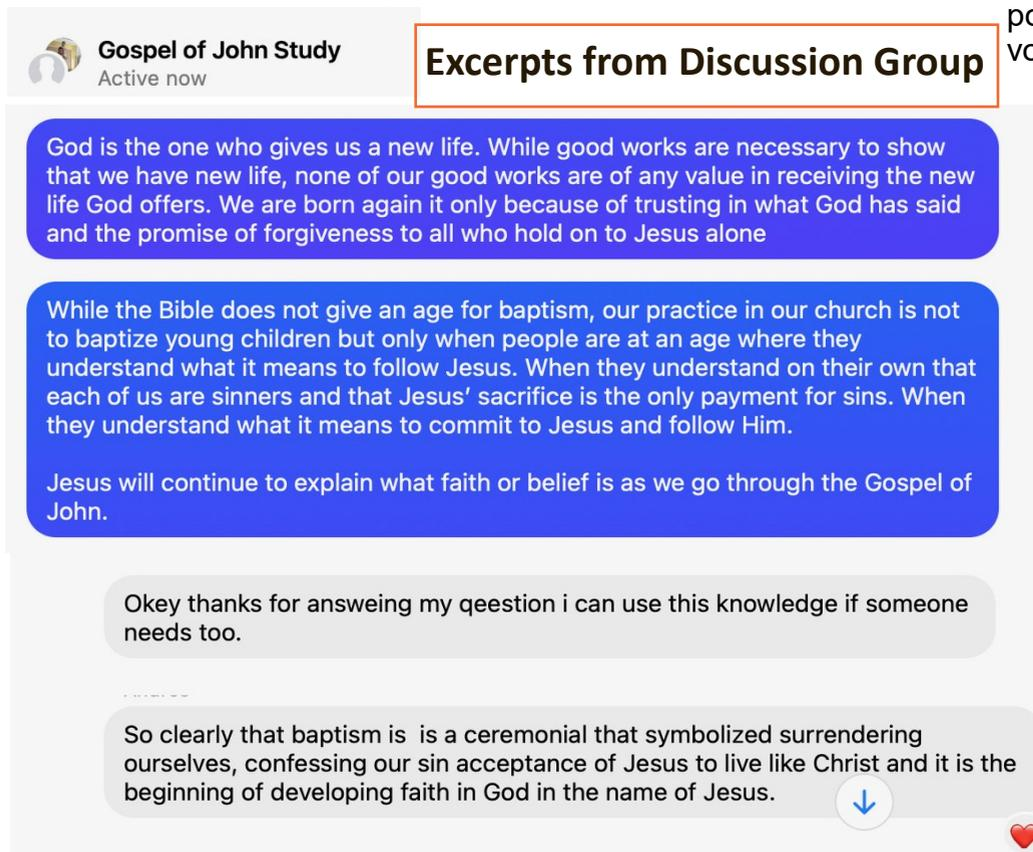 Gospel of John Study
Active now
Excerpts from Discussion Group
God is the one who gives us a new life. While good works are necessary to show
that we have new life, none of our good works are of any value in receiving the new
life God offers. We are born again it only because of trusting in what God has said
and the promise of forgiveness to all who hold on to Jesus alone
While the Bible does not give an age for baptism, our practice in our church is not
to baptize young children but only when people are at an age where they
understand what it means to follow Jesus. When they understand on their own that
each of us are sinners and that Jesus’ sacrifice is the only payment for sins. When
they understand what it means to commit to Jesus and follow Him.
Jesus will continue to explain what faith or belief is as we go through the Gospel of
John.
Okey thanks for answeing my qeestion i can use this knowledge if someone
needs too.
So clearly that baptism is  is a ceremonial that symbolized surrendering
ourselves, confessing our sin acceptance of Jesus to live like Christ and it is the
beginning of developing faith in God in the name of Jesus.